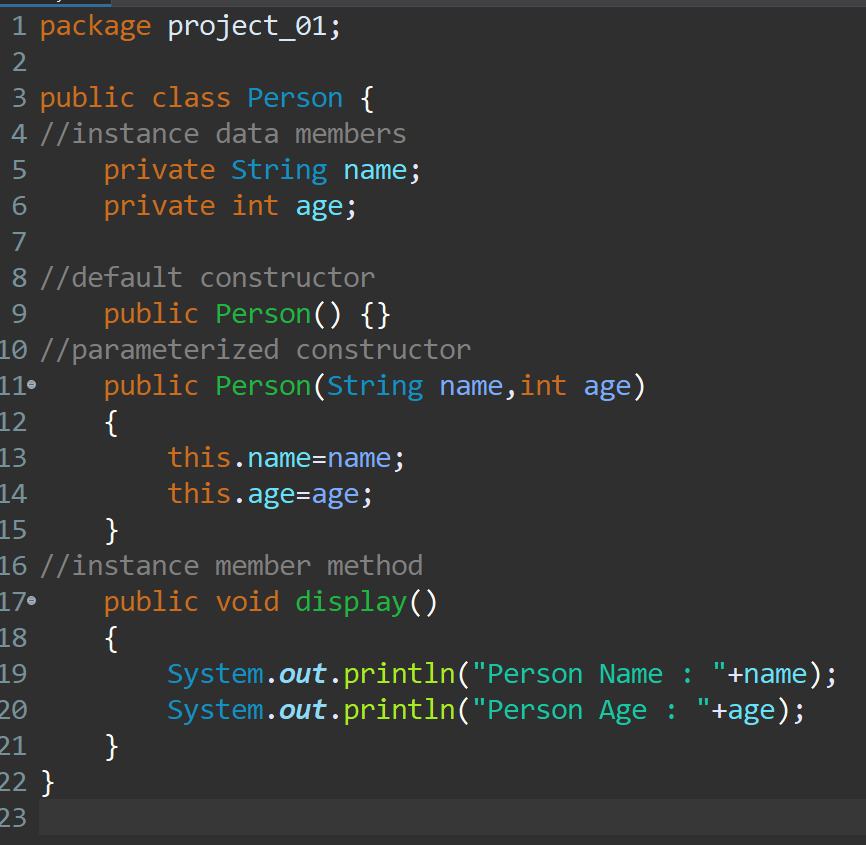 1 package project_01;
2
3 public class Person {
4 //instance data members
5     private String name;
6     private int age;
7
8 //default constructor
9     public Person() {}
10 //parameterized constructor
11     public Person(String name,int age)
12     {
13         this.name=name;
14         this.age=age;
15     }
16 //instance member method
17     public void display()
18     {
19         System.out.println("Person Name : "+name);
20         System.out.println("Person Age : "+age);
21     }
22 }
23